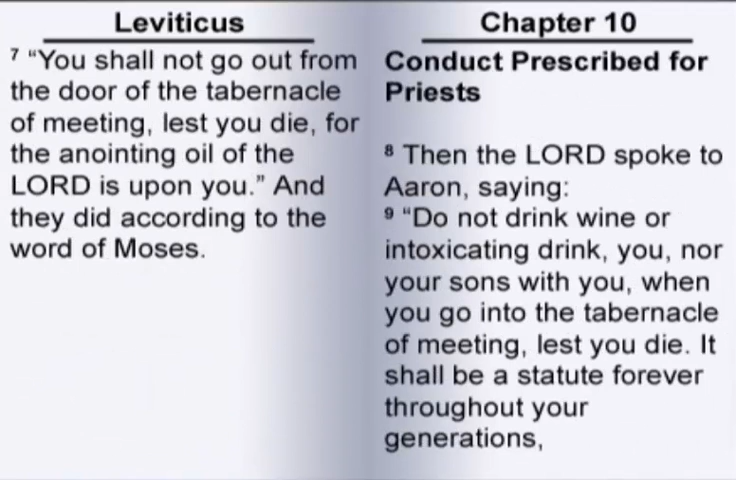 Leviticus
⁷ “You shall not go out from
the door of the tabernacle
of meeting, lest you die, for
the anointing oil of the
LORD is upon you.” And
they did according to the
word of Moses.
Chapter 10
Conduct Prescribed for
Priests
⁸ Then the LORD spoke to
Aaron, saying:
⁹ “Do not drink wine or
intoxicating drink, you, nor
your sons with you, when
you go into the tabernacle
of meeting, lest you die. It
shall be a statute forever
throughout your
generations,